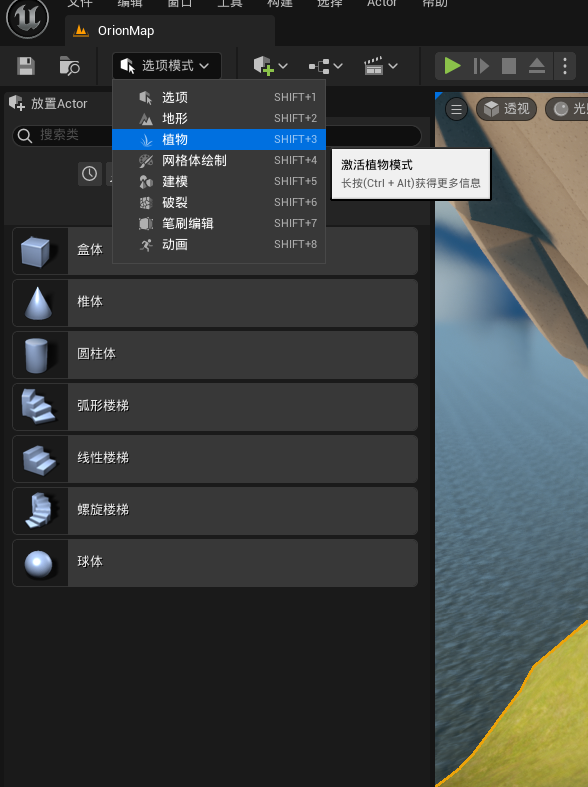 文件 编辑 窗口 工具 构建 选择 Actor 帮助
OrionMap
选项模式
放置Actor
搜索类
选项 SHIFT+1
地形 SHIFT+2
植物 SHIFT+3
网格体绘制 SHIFT+4
建模 SHIFT+5
破裂 SHIFT+6
笔刷编辑 SHIFT+7
动画 SHIFT+8
激活植物模式
长按(Ctrl + Alt)获得更多信息
透视
光照
盒体
椎体
圆柱体
弧形楼梯
线性楼梯
螺旋楼梯
球体